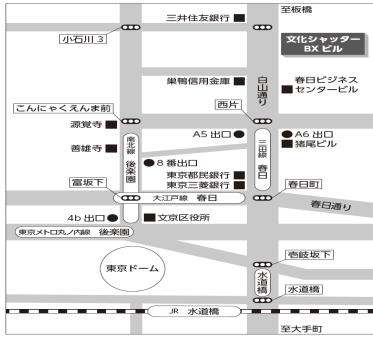 至板橋
三井住友銀行
小石川 3
文化シャッター
BX ビル
白山通り
巣鴨信用金庫
春日ビジネス
センタービル
西片
こんにゃくえんま前
源覚寺
A5 出口
A6 出口
猪尾ビル
善雄寺
南北線
後楽園
三田線
春日
8 番出口
東京都民銀行
東京三菱銀行
富坂下
大江戸線 春日
春日町
春日通り
4b 出口
文京区役所
東京メトロ丸ノ内線 後楽園
壱岐坂下
東京ドーム
水道橋
水道橋
JR 水道橋
至大手町